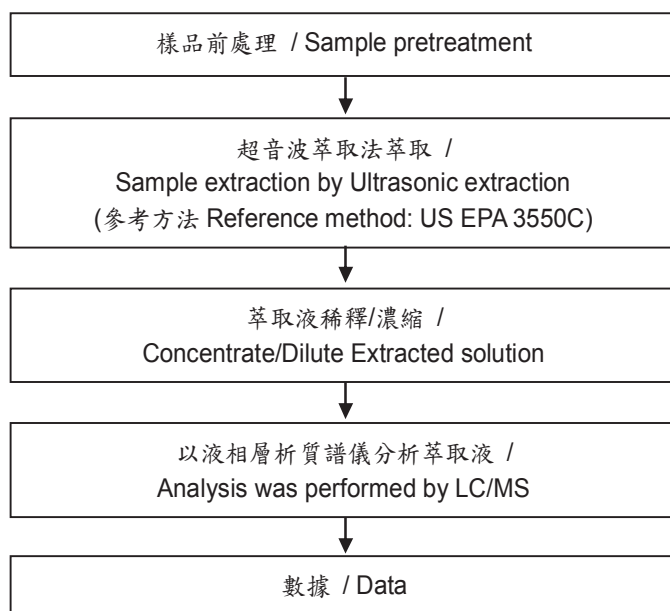 樣品前處理 / Sample pretreatment
超音波萃取法萃取 /
Sample extraction by Ultrasonic extraction
(參考方法 Reference method: US EPA 3550C)
萃取液稀釋/濃縮 /
Concentrate/Dilute Extracted solution
以液相層析質譜儀分析萃取液 /
Analysis was performed by LC/MS
數據 / Data